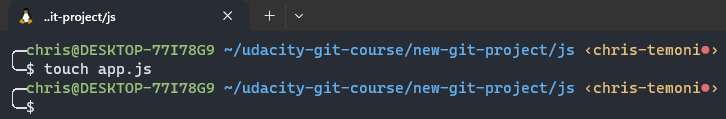 ..it-project/js
chris@DESKTOP-77I78G9 ~/udacity-git-course/new-git-project/js ‹chris-temoni●›
$ touch app.js
chris@DESKTOP-77I78G9 ~/udacity-git-course/new-git-project/js ‹chris-temoni●›
$